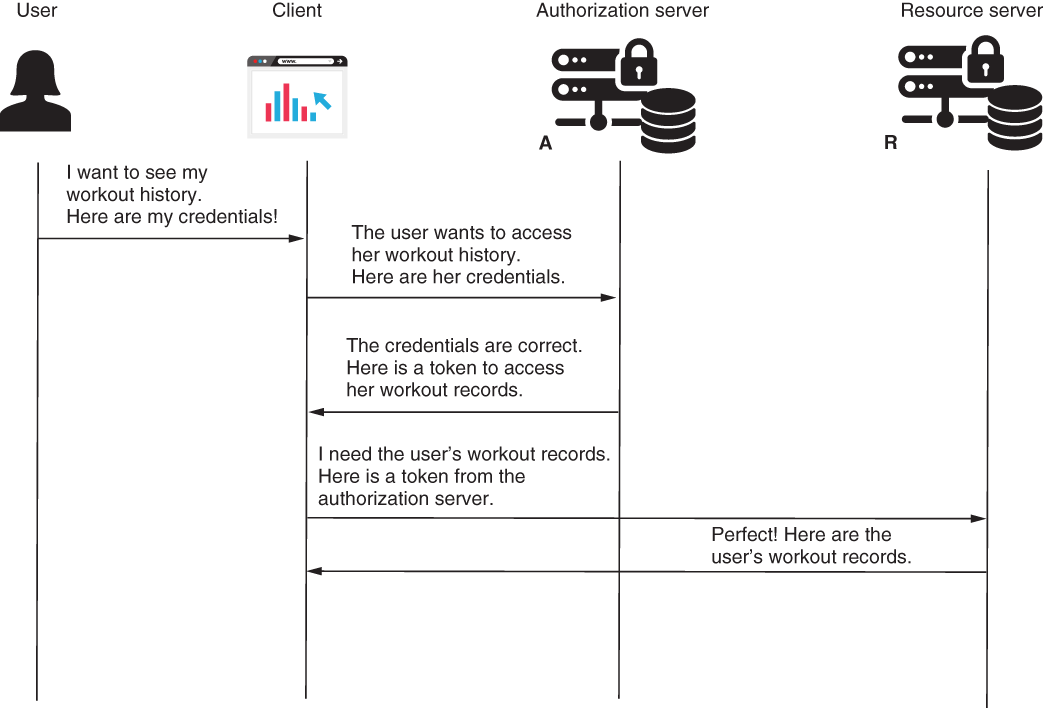 User
Client
Authorization server
Resource server
www.
A
R
I want to see my
workout history.
Here are my credentials!
The user wants to access
her workout history.
Here are her credentials.
The credentials are correct.
Here is a token to access
her workout records.
I need the user’s workout records.
Here is a token from the
authorization server.
Perfect! Here are the
user’s workout records.